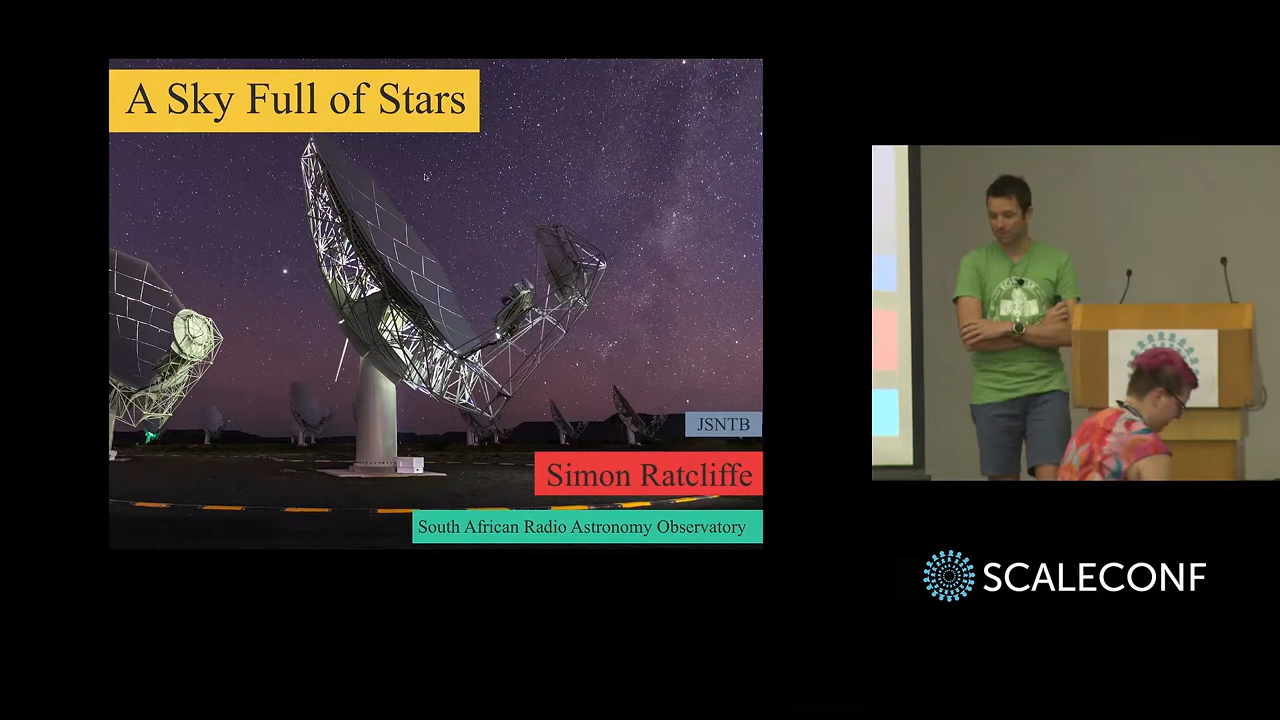 A Sky Full of Stars
JSNTB
Simon Ratcliffe
South African Radio Astronomy Observatory
SCALECONF